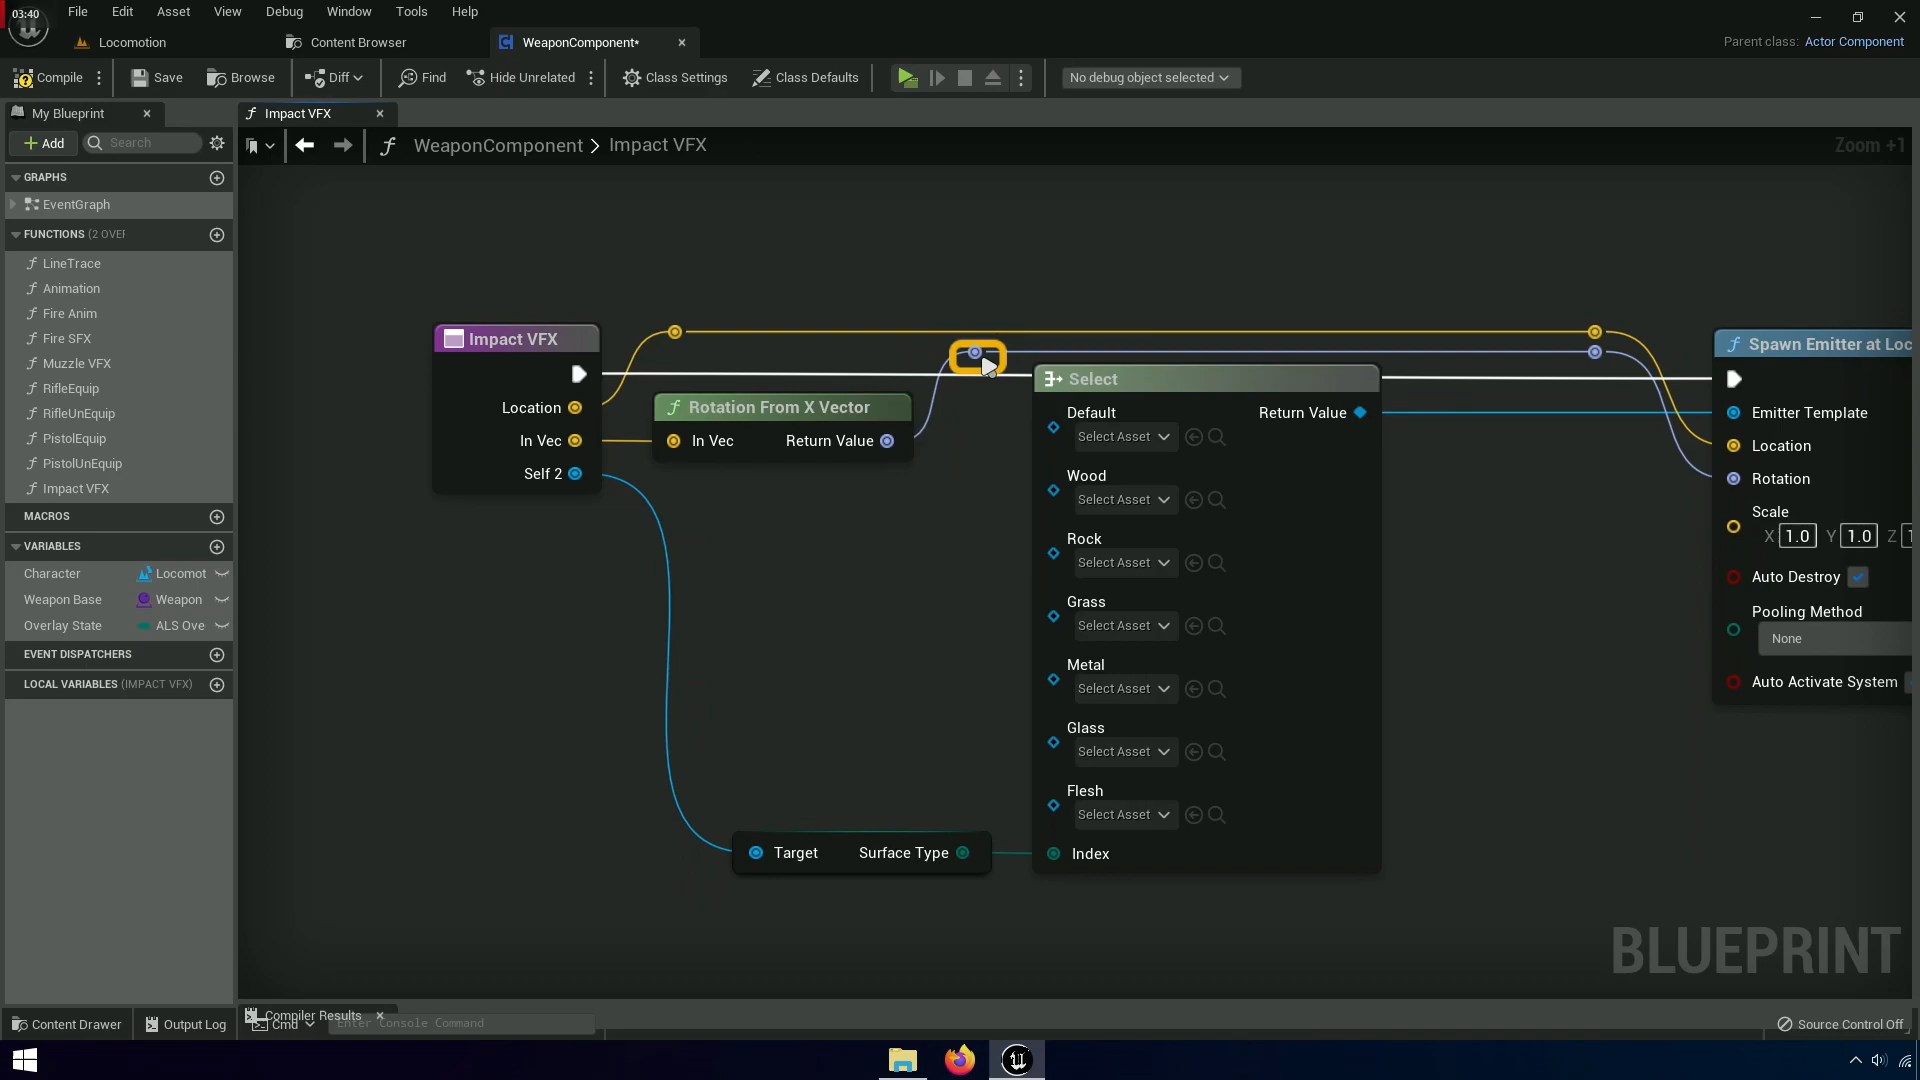 03:40
File Edit Asset View Debug Window Tools Help
Locomotion
Content Browser
WeaponComponent*
Parent class: Actor Component
Compile
Save
Browse
Diff
Find
Hide Unrelated
Class Settings
Class Defaults
No debug object selected
My Blueprint
Impact VFX
Add
Search
WeaponComponent > Impact VFX
Zoom +1
GRAPHS
EventGraph
FUNCTIONS (2 OVER
LineTrace
Animation
Fire Anim
Fire SFX
Muzzle VFX
RifleEquip
RifleUnEquip
PistolEquip
PistolUnEquip
Impact VFX
MACROS
VARIABLES
Character Locomot
Weapon Base Weapon
Overlay State ALS Ove
EVENT DISPATCHERS
LOCAL VARIABLES (IMPACT VFX)
Impact VFX
Location
In Vec
Self 2
Rotation From X Vector
In Vec Return Value
Target Surface Type
Select
Default Return Value
Select Asset
Wood
Select Asset
Rock
Select Asset
Grass
Select Asset
Metal
Select Asset
Glass
Select Asset
Flesh
Select Asset
Index
Spawn Emitter at Loc
Emitter Template
Location
Rotation
Scale
X 1.0 Y 1.0 Z 1
Auto Destroy
Pooling Method
None
Auto Activate System
BLUEPRINT
Compiler Results
Content Drawer
Output Log
Cmd
Enter Console Command
Source Control Off